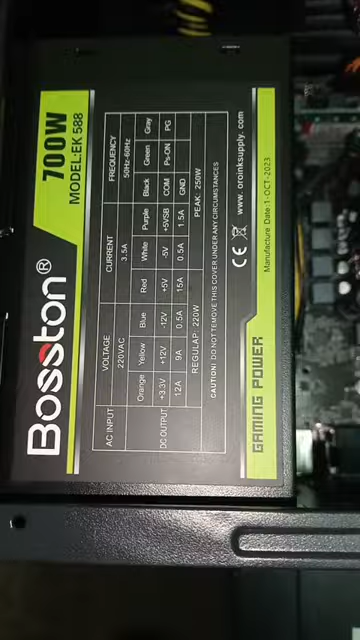 Bosston®
700W
MODEL:EK 588
AC INPUT VOLTAGE CURRENT FREQUENCY
220VAC 3.5A 50Hz-60Hz
DC OUTPUT Orange Yellow Blue Red White Purple Black Green Gray
+3.3V +12V -12V +5V -5V +5VSB COM Ps-ON PG
12A 9A 0.5A 15A 0.5A 1.5A GND
REGULAP: 220W PEAK: 250W
CAUTION! DO NOT TEMOVE THIS COVER UNDER ANY CIRCUMSTANCES
GAMING POWER
CE
www. oroinksupply. com
Manufacture Date:1-OCT-2023